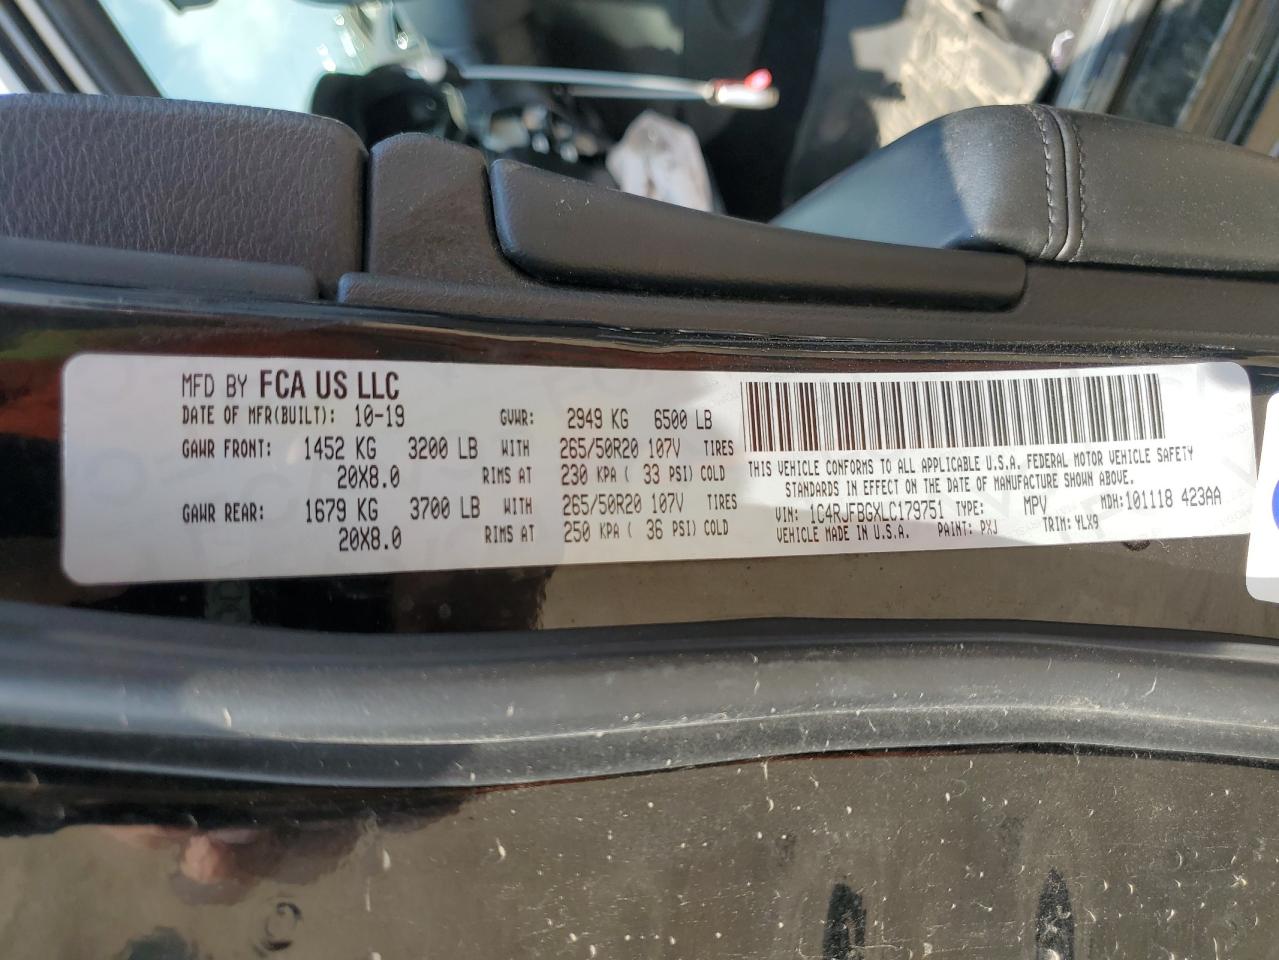 MFD BY FCA US LLC
DATE OF MFR(BUILT): 10-19 GVWR: 2949 KG 6500 LB
GAWR FRONT: 1452 KG 3200 LB WITH 265/50R20 107V TIRES
20X8.0 RIMS AT 230 KPA ( 33 PSI) COLD
GAWR REAR: 1679 KG 3700 LB WITH 265/50R20 107V TIRES
20X8.0 RIMS AT 250 KPA ( 36 PSI) COLD
THIS VEHICLE CONFORMS TO ALL APPLICABLE U.S.A. FEDERAL MOTOR VEHICLE SAFETY
STANDARDS IN EFFECT ON THE DATE OF MANUFACTURE SHOWN ABOVE.
VIN: 1C4RJFBGXLC179751 TYPE: MPV MDH:101118 423AA
VEHICLE MADE IN U.S.A. PAINT: PXJ TRIM:YLX9